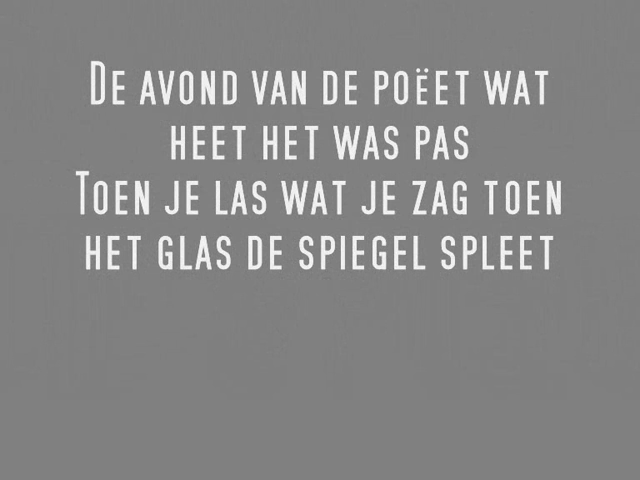 De avond van de poëet wat
heet het was pas
Toen je las wat je zag toen
het glas de spiegel spleet